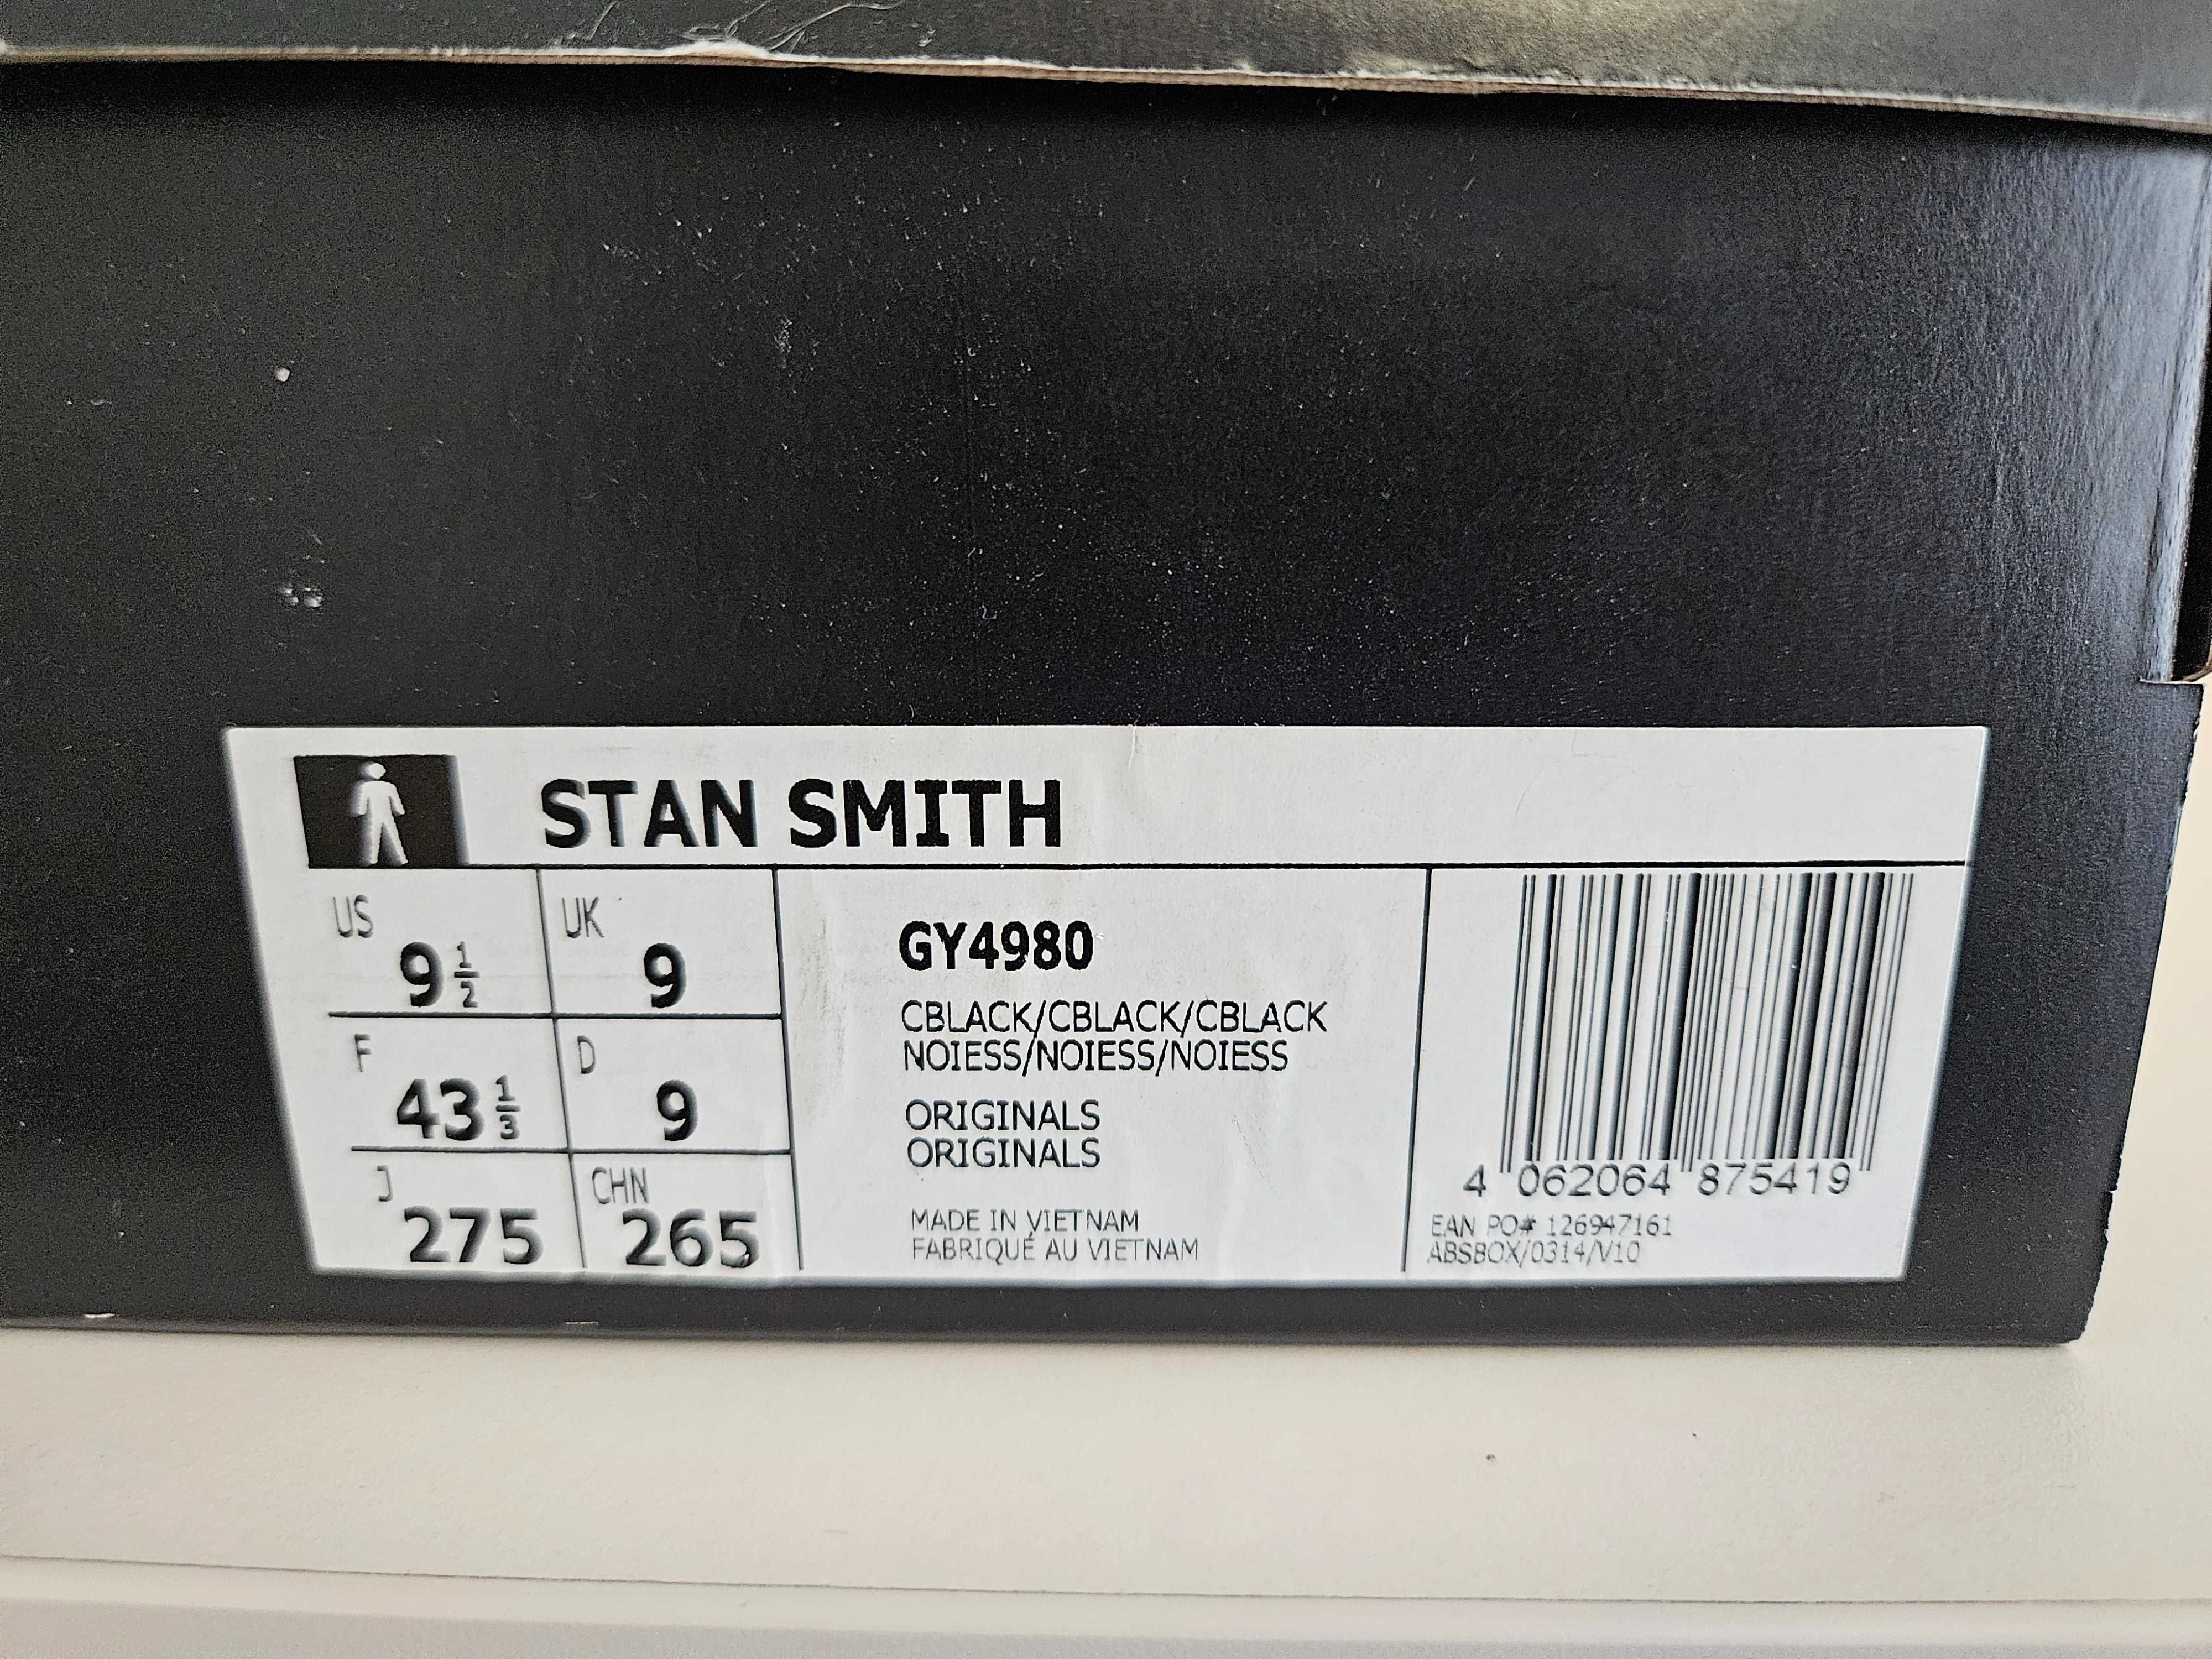 STAN SMITH
US
9 1/2
UK
9
F
43 1/3
D
9
J
275
CHN
265
GY4980
CBLACK/CBLACK/CBLACK
NOIESS/NOIESS/NOIESS
ORIGINALS
ORIGINALS
MADE IN VIETNAM
FABRIQUÉ AU VIETNAM
4 062064 875419
EAN PO# 126947161
ABSBOX/0314/V10